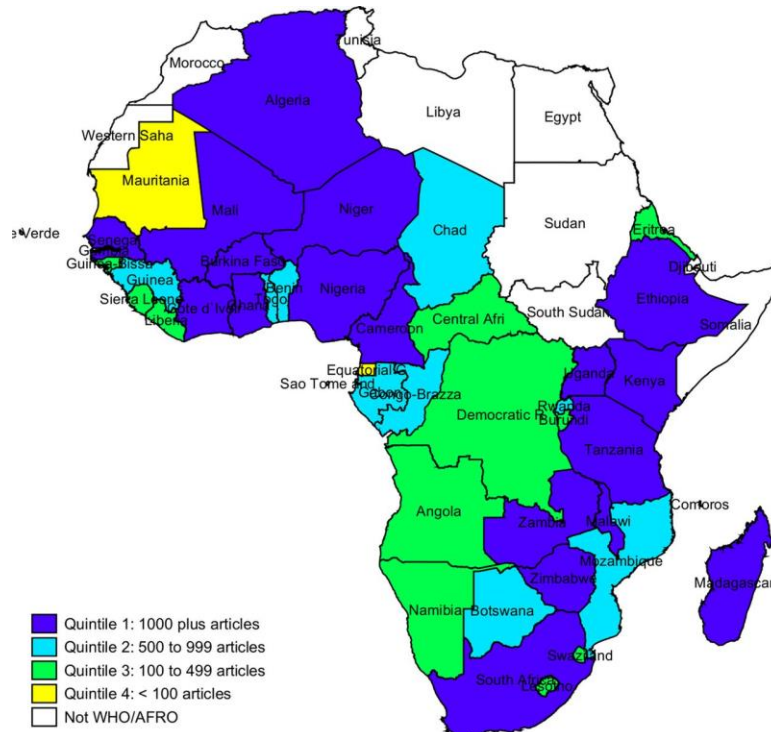 Tunisia
Morocco
Algeria
Libya
Egypt
Western Saha
Mauritania
Mali
Niger
Chad
Sudan
Eritrea
e Verde
Senegal
Guinea-Bissa
Burkina Faso
Djibouti
Guinea
Benin
Nigeria
Ethiopia
Sierra Leone
Ghana
Togo
South Sudan
Somalia
Liberia
Cameroon
Central Afri
Equatorial G
Uganda
Kenya
Sao Tome and
Gabon
Congo-Brazza
Rwanda
Democratic R
Burundi
Tanzania
Angola
Comoros
Zambia
Malawi
Mozambique
Zimbabwe
Madagascar
Namibia
Botswana
Swaziland
South Africa
Lesotho
Quintile 1: 1000 plus articles
Quintile 2: 500 to 999 articles
Quintile 3: 100 to 499 articles
Quintile 4: < 100 articles
Not WHO/AFRO